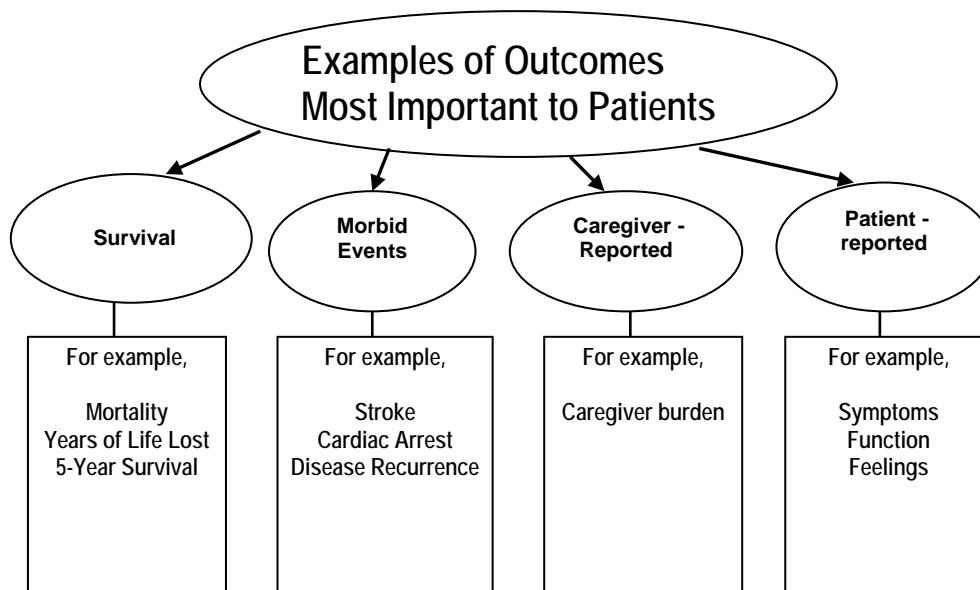 Examples of Outcomes
Most Important to Patients
Survival
Morbid
Events
Caregiver -
Reported
Patient -
reported
For example,
Mortality
Years of Life Lost
5-Year Survival
For example,
Stroke
Cardiac Arrest
Disease Recurrence
For example,
Caregiver burden
For example,
Symptoms
Function
Feelings